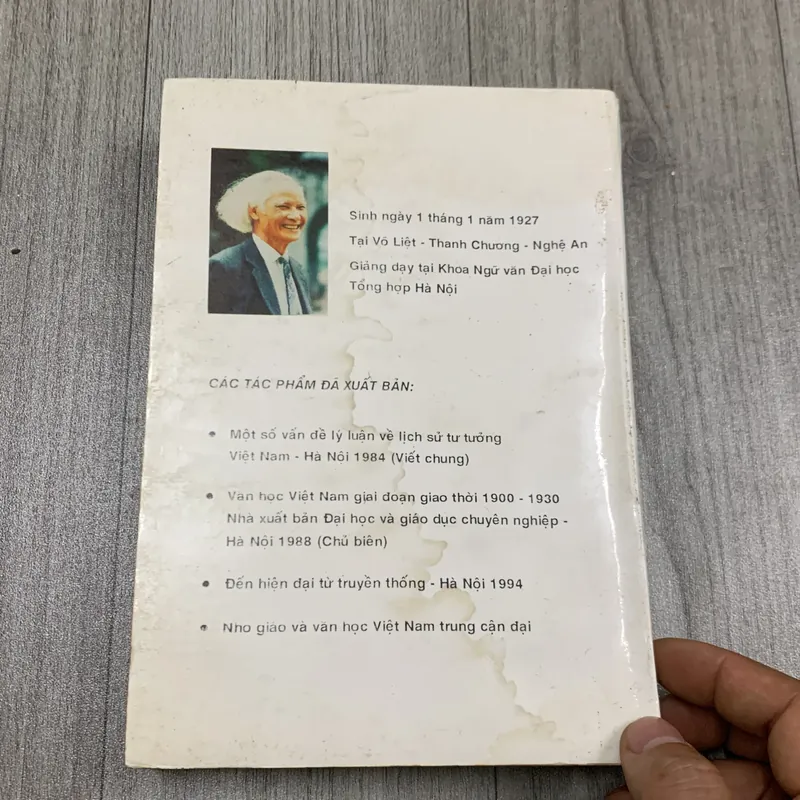 Sinh ngày 1 tháng 1 năm 1927
Tại Võ Liệt - Thanh Chương - Nghệ An
Giảng dạy tại Khoa Ngữ văn Đại học
Tổng hợp Hà Nội
CÁC TÁC PHẨM ĐÃ XUẤT BẢN:
• Một số vấn đề lý luận về lịch sử tư tưởng
Việt Nam - Hà Nội 1984 (Viết chung)
• Văn học Việt Nam giai đoạn giao thời 1900 - 1930
Nhà xuất bản Đại học và giáo dục chuyên nghiệp -
Hà Nội 1988 (Chủ biên)
• Đến hiện đại từ truyền thống - Hà Nội 1994
• Nho giáo và văn học Việt Nam trung cận đại